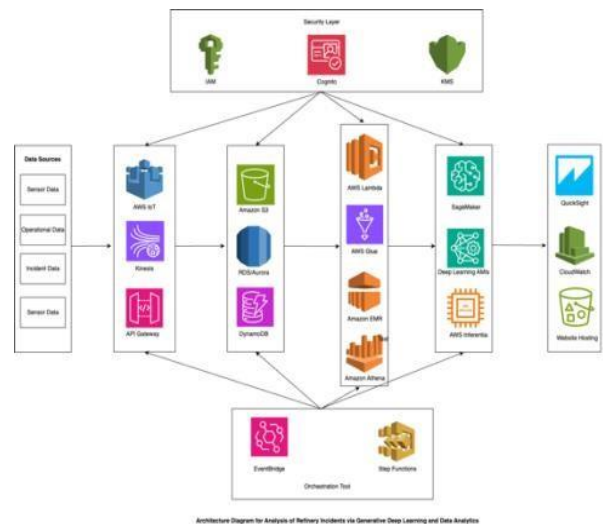 Security Layer
IAM
Cognito
KMS
Data Sources
Sensor Data
Operational Data
Incident Data
Sensor Data
AWS IoT
Kinesis
API Gateway
Amazon S3
RDS/Aurora
DynamoDB
AWS Lambda
AWS Glue
Amazon EMR
Amazon Athena
SageMaker
Deep Learning AMIs
AWS Inferentia
QuickSight
CloudWatch
Website Hosting
EventBridge
Step Functions
Orchestration Tool
Architecture Diagram for Analysis of Refinery Incidents via Generative Deep Learning and Data Analytics